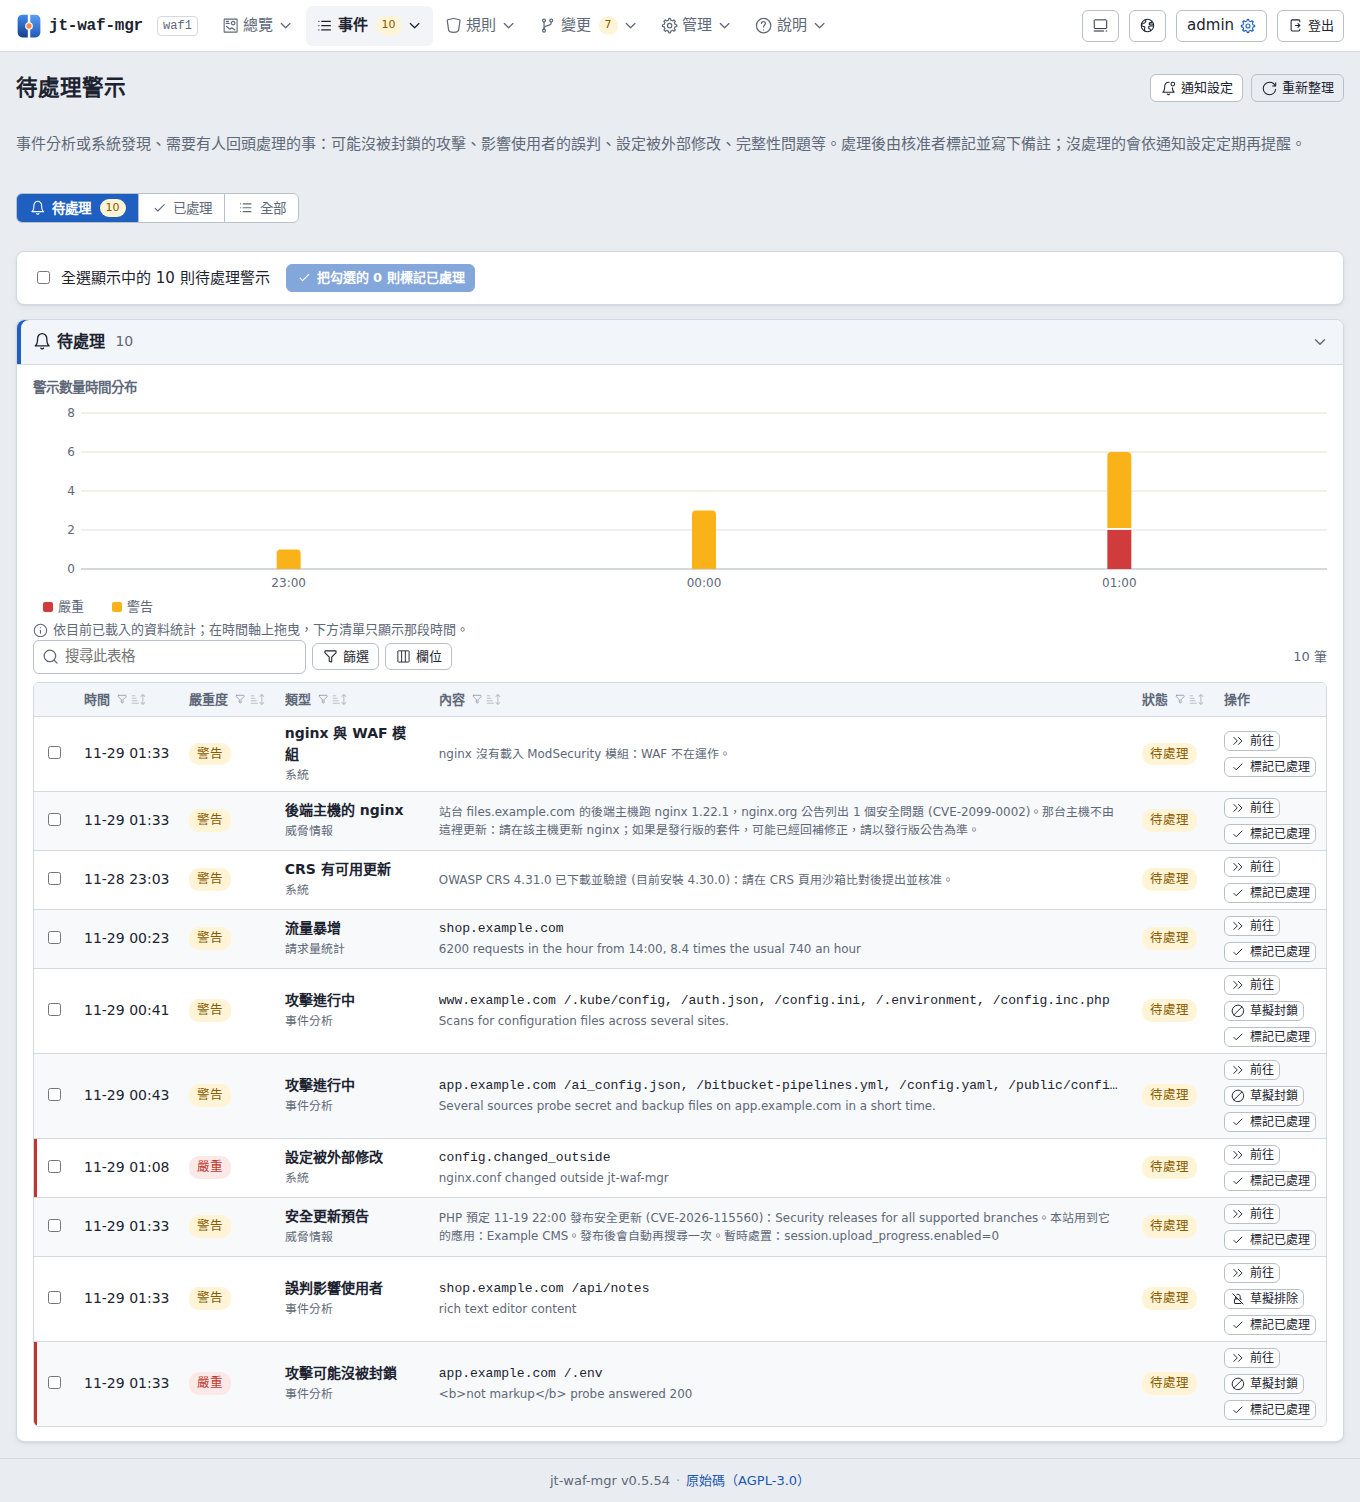 jt-waf-mgr waf1 總覽 事件 10 規則 變更 7 管理 說明 admin 登出
待處理警示 通知設定 重新整理
事件分析或系統發現、需要有人回頭處理的事：可能沒被封鎖的攻擊、影響使用者的誤判、設定被外部修改、完整性問題等。處理後由核准者標記並寫下備註；沒處理的會依通知設定定期再提醒。
待處理 10 已處理 全部
全選顯示中的 10 則待處理警示 把勾選的 0 則標記已處理
待處理 10
警示數量時間分布
8
6
4
2
0
23:00 00:00 01:00
嚴重 警告
依目前已載入的資料統計；在時間軸上拖曳，下方清單只顯示那段時間。
搜尋此表格 篩選 欄位 10 筆
時間 嚴重度 類型 內容 狀態 操作
11-29 01:33 警告 nginx 與 WAF 模組 系統 nginx 沒有載入 ModSecurity 模組：WAF 不在運作。 待處理 前往 標記已處理
11-29 01:33 警告 後端主機的 nginx 威脅情報 站台 files.example.com 的後端主機跑 nginx 1.22.1，nginx.org 公告列出 1 個安全問題 (CVE-2099-0002)。那台主機不由這裡更新：請在該主機更新 nginx；如果是發行版的套件，可能已經回補修正，請以發行版公告為準。 待處理 前往 標記已處理
11-28 23:03 警告 CRS 有可用更新 系統 OWASP CRS 4.31.0 已下載並驗證 (目前安裝 4.30.0)：請在 CRS 頁用沙箱比對後提出並核准。 待處理 前往 標記已處理
11-29 00:23 警告 流量暴增 請求量統計 shop.example.com 6200 requests in the hour from 14:00, 8.4 times the usual 740 an hour 待處理 前往 標記已處理
11-29 00:41 警告 攻擊進行中 事件分析 www.example.com /.kube/config, /auth.json, /config.ini, /.environment, /config.inc.php Scans for configuration files across several sites. 待處理 前往 草擬封鎖 標記已處理
11-29 00:43 警告 攻擊進行中 事件分析 app.example.com /ai_config.json, /bitbucket-pipelines.yml, /config.yaml, /public/confi… Several sources probe secret and backup files on app.example.com in a short time. 待處理 前往 草擬封鎖 標記已處理
11-29 01:08 嚴重 設定被外部修改 系統 config.changed_outside nginx.conf changed outside jt-waf-mgr 待處理 前往 標記已處理
11-29 01:33 警告 安全更新預告 威脅情報 PHP 預定 11-19 22:00 發布安全更新 (CVE-2026-115560)：Security releases for all supported branches。本站用到它的應用：Example CMS。發布後會自動再搜尋一次。暫時處置：session.upload_progress.enabled=0 待處理 前往 標記已處理
11-29 01:33 警告 誤判影響使用者 事件分析 shop.example.com /api/notes rich text editor content 待處理 前往 草擬排除 標記已處理
11-29 01:33 嚴重 攻擊可能沒被封鎖 事件分析 app.example.com /.env <b>not markup</b> probe answered 200 待處理 前往 草擬封鎖 標記已處理
jt-waf-mgr v0.5.54 · 原始碼（AGPL-3.0）